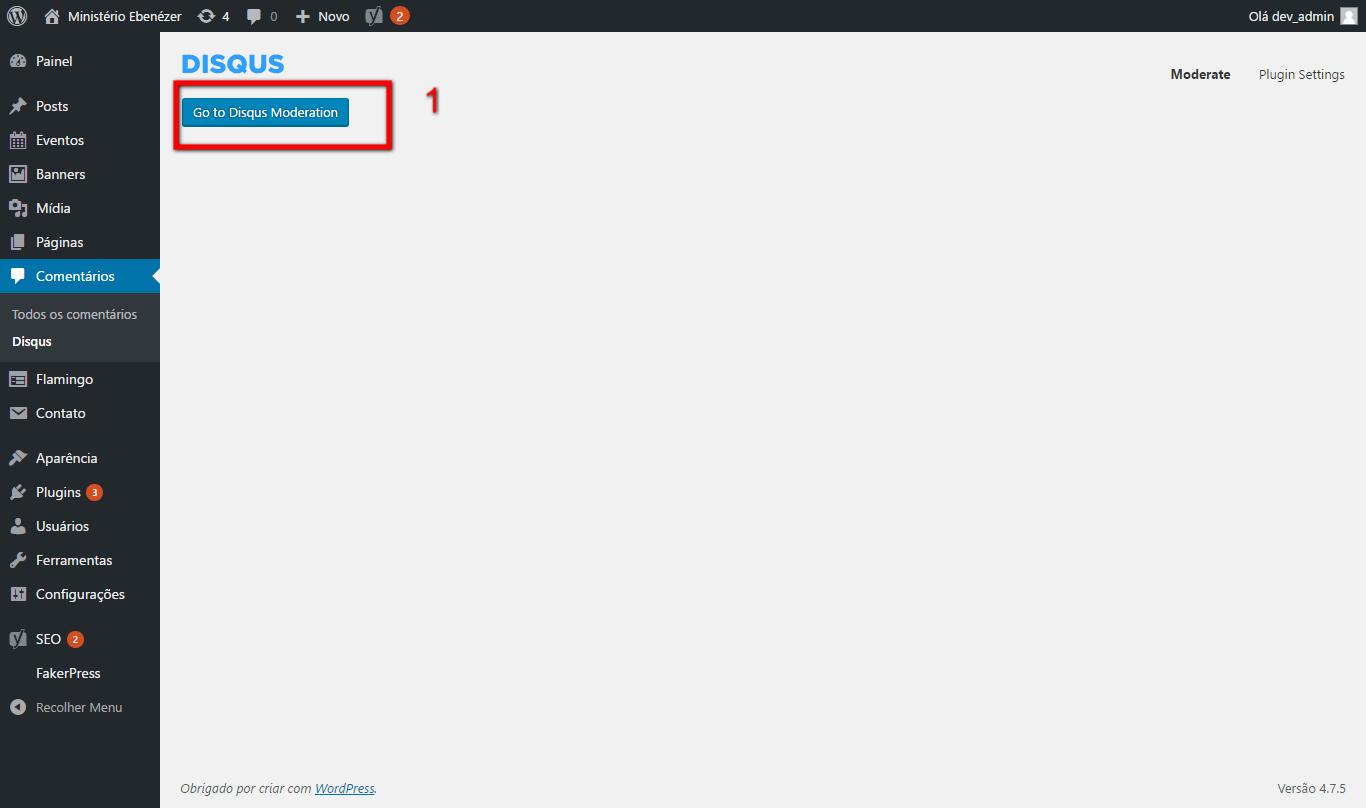 Ministério Ebenézer 4 0 Novo 2 Olá dev_admin
Painel
Posts
Eventos
Banners
Mídia
Páginas
Comentários
Todos os comentários
Disqus
Flamingo
Contato
Aparência
Plugins 3
Usuários
Ferramentas
Configurações
SEO 2
FakerPress
Recolher Menu
DISQUS
Moderate Plugin Settings
Go to Disqus Moderation
1
Obrigado por criar com WordPress.
Versão 4.7.5